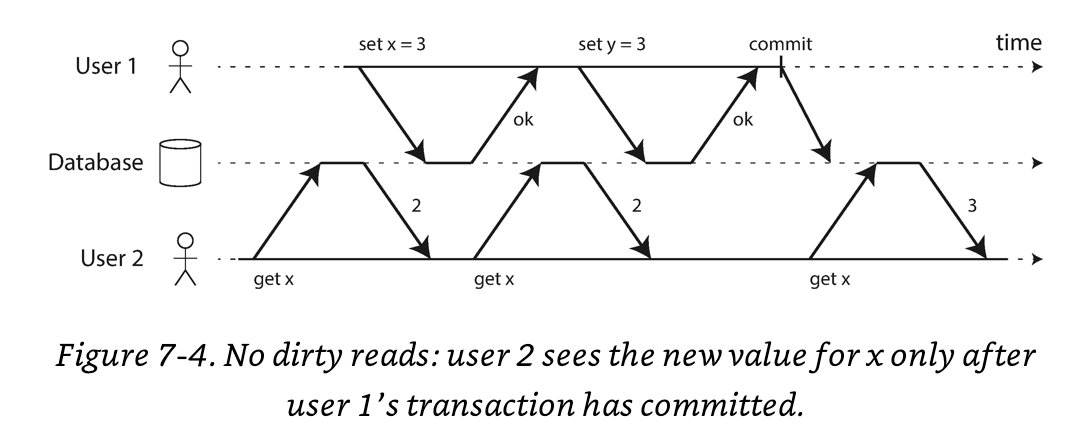 set x = 3
set y = 3
commit
time
User 1
ok
ok
Database
2
2
3
User 2
get x
get x
get x
Figure 7-4. No dirty reads: user 2 sees the new value for x only after
user 1’s transaction has committed.